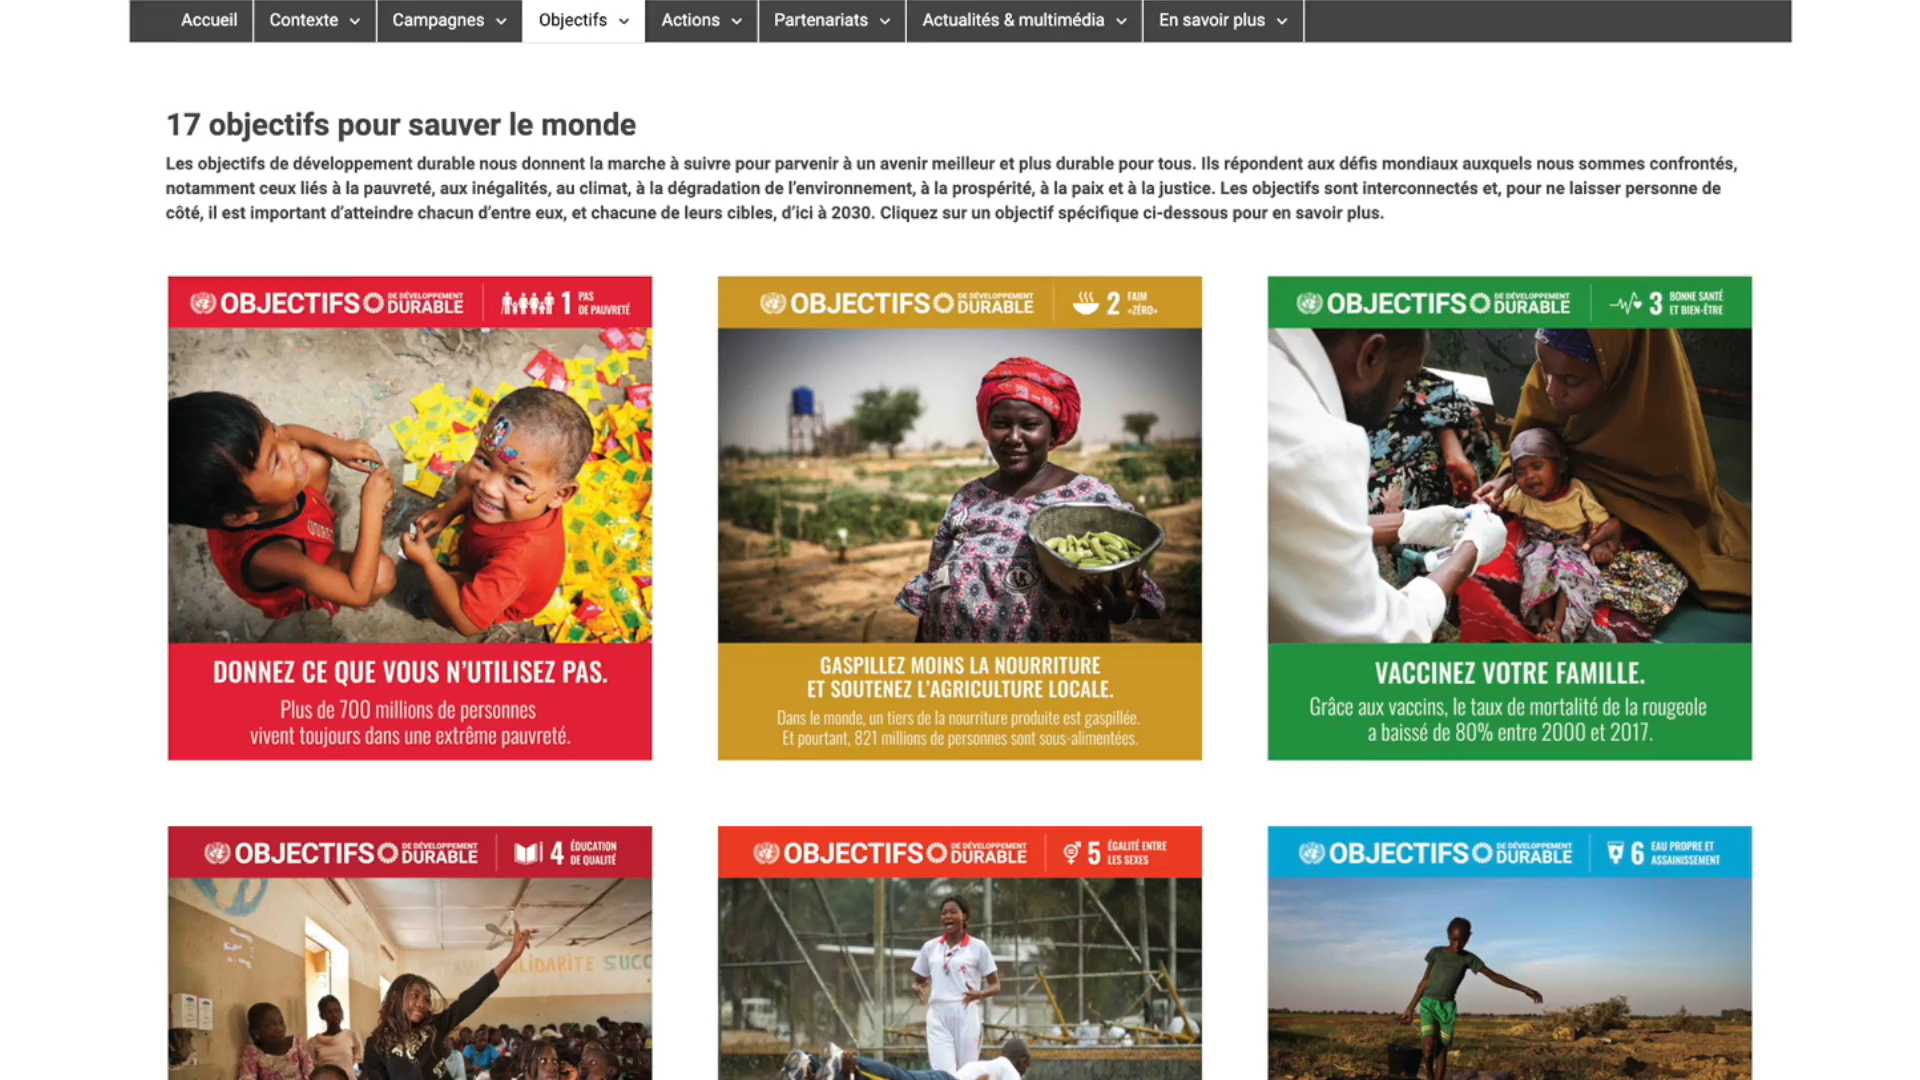 Accueil Contexte Campagnes Objectifs Actions Partenariats Actualités & multimédia En savoir plus
17 objectifs pour sauver le monde
Les objectifs de développement durable nous donnent la marche à suivre pour parvenir à un avenir meilleur et plus durable pour tous. Ils répondent aux défis mondiaux auxquels nous sommes confrontés,
notamment ceux liés à la pauvreté, aux inégalités, au climat, à la dégradation de l'environnement, à la prospérité, à la paix et à la justice. Les objectifs sont interconnectés et, pour ne laisser personne de
côté, il est important d'atteindre chacun d'entre eux, et chacune de leurs cibles, d'ici à 2030. Cliquez sur un objectif spécifique ci-dessous pour en savoir plus.
OBJECTIFS DE DÉVELOPPEMENT DURABLE 1 PAS DE PAUVRETÉ
DONNEZ CE QUE VOUS N'UTILISEZ PAS.
Plus de 700 millions de personnes
vivent toujours dans une extrême pauvreté.
OBJECTIFS DE DÉVELOPPEMENT DURABLE 2 FAIM «ZÉRO»
GASPILLEZ MOINS LA NOURRITURE
ET SOUTENEZ L'AGRICULTURE LOCALE.
Dans le monde, un tiers de la nourriture produite est gaspillée.
Et pourtant, 821 millions de personnes sont sous-alimentées.
OBJECTIFS DE DÉVELOPPEMENT DURABLE 3 BONNE SANTÉ ET BIEN-ÊTRE
VACCINEZ VOTRE FAMILLE.
Grâce aux vaccins, le taux de mortalité de la rougeole
a baissé de 80% entre 2000 et 2017.
OBJECTIFS DE DÉVELOPPEMENT DURABLE 4 ÉDUCATION DE QUALITÉ
OBJECTIFS DE DÉVELOPPEMENT DURABLE 5 ÉGALITÉ ENTRE LES SEXES
OBJECTIFS DE DÉVELOPPEMENT DURABLE 6 EAU PROPRE ET ASSAINISSEMENT